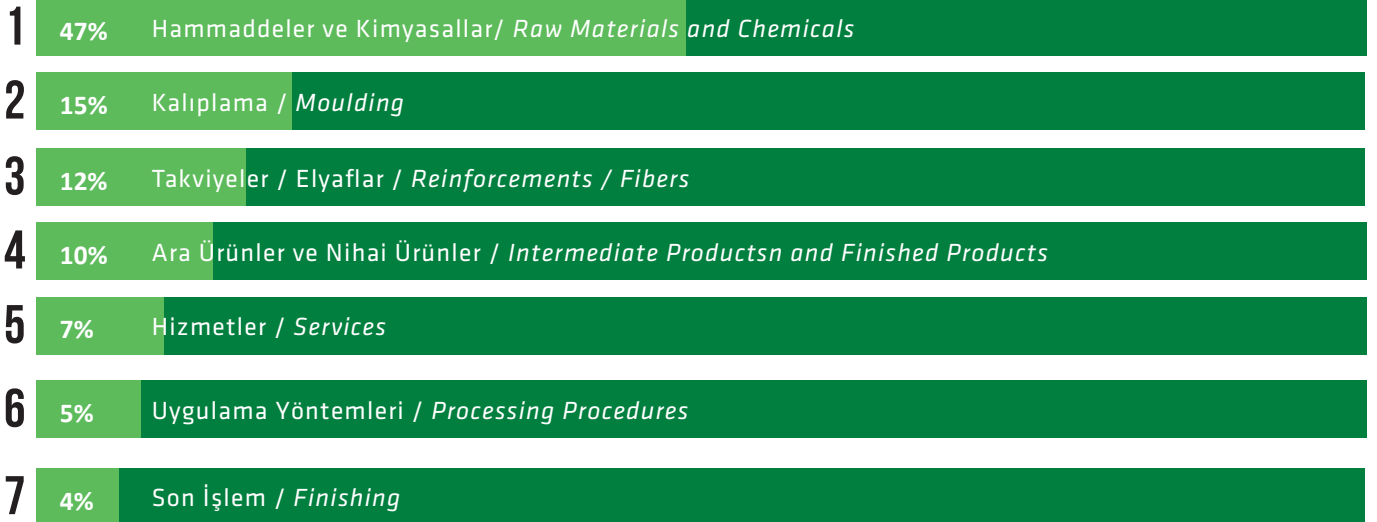 1 47% Hammaddeler ve Kimyasallar/ Raw Materials and Chemicals
2 15% Kalıplama / Moulding
3 12% Takviyeler / Elyaflar / Reinforcements / Fibers
4 10% Ara Ürünler ve Nihai Ürünler / Intermediate Productsn and Finished Products
5 7% Hizmetler / Services
6 5% Uygulama Yöntemleri / Processing Procedures
7 4% Son İşlem / Finishing